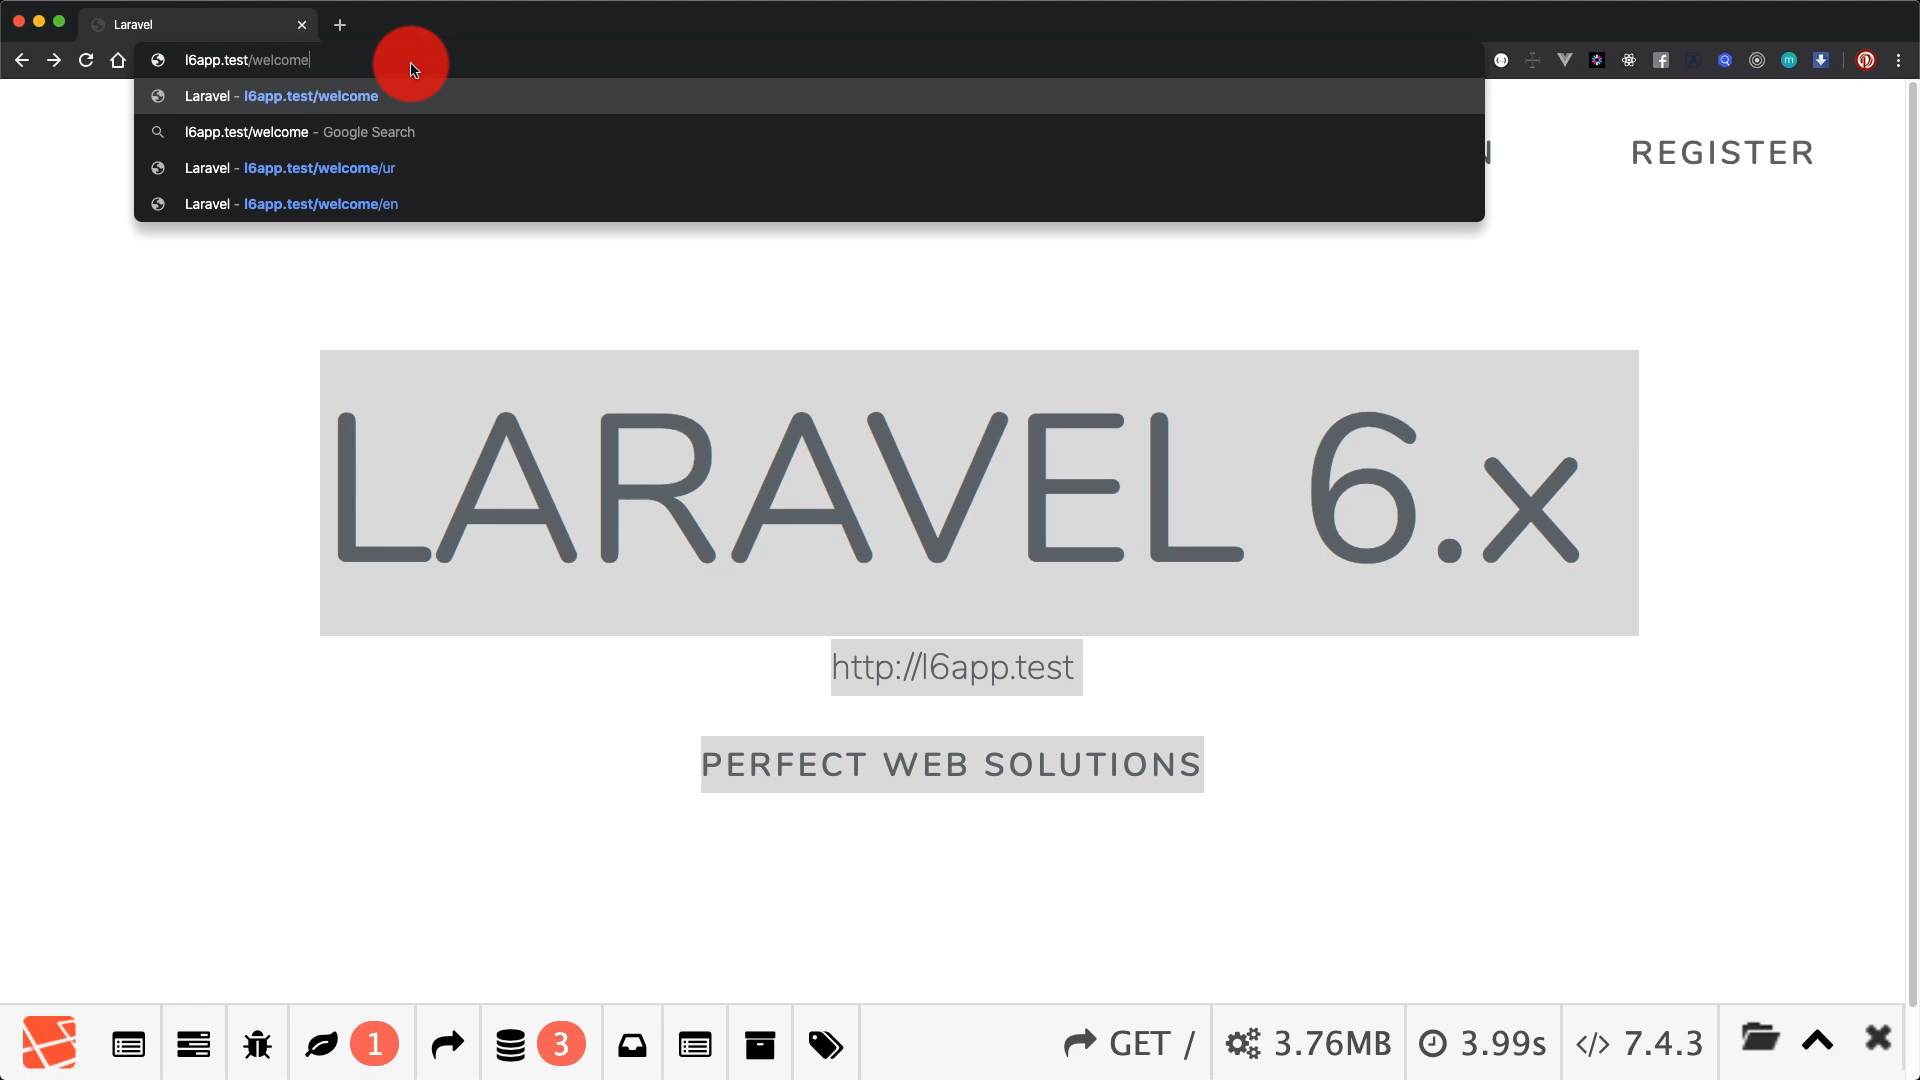 Laravel
l6app.test/welcome
Laravel - l6app.test/welcome
l6app.test/welcome - Google Search
Laravel - l6app.test/welcome/ur
Laravel - l6app.test/welcome/en
REGISTER
LARAVEL 6.x
http://l6app.test
PERFECT WEB SOLUTIONS
1
3
GET /
3.76MB
3.99s
7.4.3